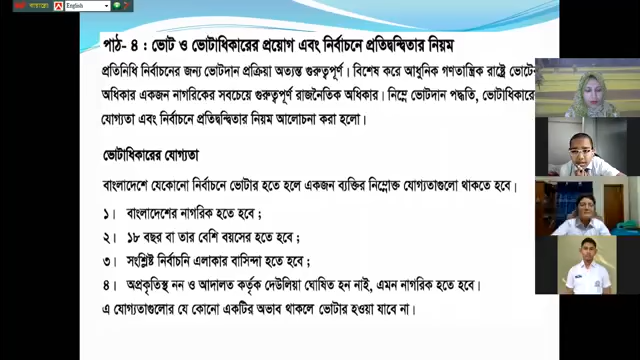 English
পাঠ- ৪ : ভোট ও ভোটাধিকারের প্রয়োগ এবং নির্বাচনে প্রতিদ্বন্দ্বিতার নিয়ম
প্রতিনিধি নির্বাচনের জন্য ভোটদান প্রক্রিয়া অত্যন্ত গুরুত্বপূর্ণ। বিশেষ করে আধুনিক গণতান্ত্রিক রাষ্ট্রে
অধিকার একজন নাগরিকের সবচেয়ে গুরুত্বপূর্ণ রাজনৈতিক অধিকার। নিম্নে ভোটদান পদ্ধতি,
যোগ্যতা এবং নির্বাচনে প্রতিদ্বন্দ্বিতার নিয়ম আলোচনা করা হলো।
ভোটাধিকারের যোগ্যতা
বাংলাদেশে যেকোনো নির্বাচনে ভোটার হতে হলে একজন ব্যক্তির নিম্নোক্ত যোগ্যতাগুলো থাকতে হবে।
১। বাংলাদেশের নাগরিক হতে হবে ;
২। ১৮ বছর বা তার বেশি বয়সের হতে হবে ;
৩। সংশ্লিষ্ট নির্বাচনি এলাকার বাসিন্দা হতে হবে ;
৪। অপ্রকৃতিস্থ নন ও আদালত কর্তৃক দেউলিয়া ঘোষিত হন নাই, এমন নাগরিক হতে হবে।
এ যোগ্যতাগুলোর যে কোনো একটির অভাব থাকলে ভোটার হওয়া যাবে না।